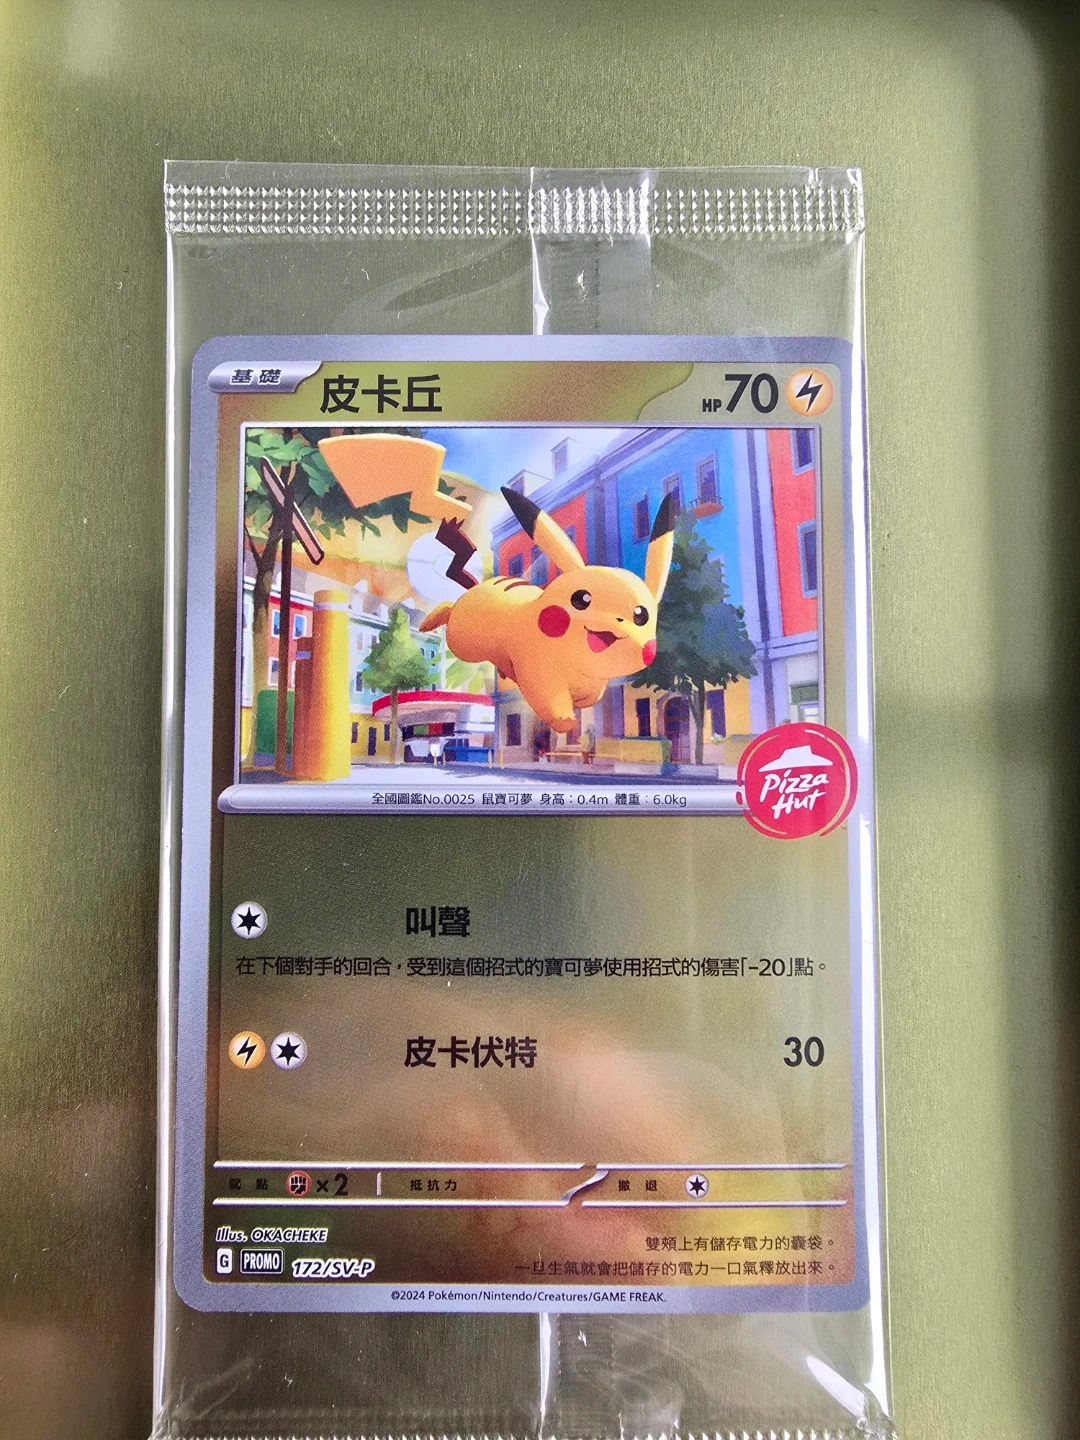 基礎
皮卡丘
HP70
全國圖鑑No.0025 鼠寶可夢 身高：0.4m 體重：6.0kg
Pizza
Hut
叫聲
在下個對手的回合，受到這個招式的寶可夢使用招式的傷害「-20」點。
皮卡伏特 30
弱點 ×2 抵抗力 撤退
Illus. OKACHEKE
G PROMO 172/SV-P
雙頰上有儲存電力的囊袋。
一旦生氣就會把儲存的電力一口氣釋放出來。
©2024 Pokémon/Nintendo/Creatures/GAME FREAK.